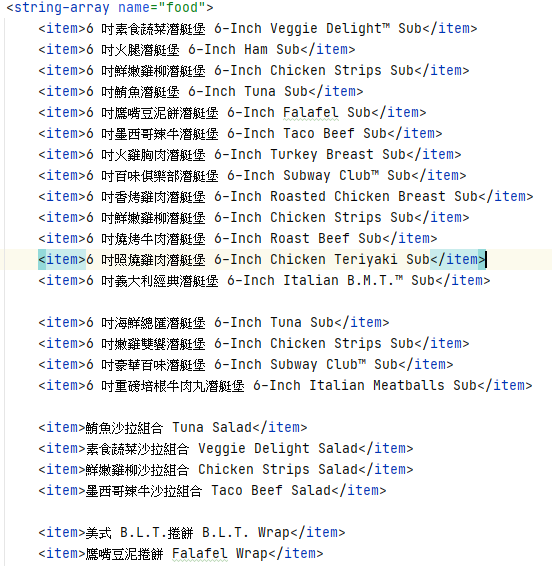 <string-array name="food">
<item>6 吋素食蔬菜潛艇堡 6-Inch Veggie Delight™ Sub</item>
<item>6 吋火腿潛艇堡 6-Inch Ham Sub</item>
<item>6 吋鮮嫩雞柳潛艇堡 6-Inch Chicken Strips Sub</item>
<item>6 吋鮪魚潛艇堡 6-Inch Tuna Sub</item>
<item>6 吋鷹嘴豆泥餅潛艇堡 6-Inch Falafel Sub</item>
<item>6 吋墨西哥辣牛潛艇堡 6-Inch Taco Beef Sub</item>
<item>6 吋火雞胸肉潛艇堡 6-Inch Turkey Breast Sub</item>
<item>6 吋百味俱樂部潛艇堡 6-Inch Subway Club™ Sub</item>
<item>6 吋香烤雞肉潛艇堡 6-Inch Roasted Chicken Breast Sub</item>
<item>6 吋鮮嫩雞柳潛艇堡 6-Inch Chicken Strips Sub</item>
<item>6 吋燒烤牛肉潛艇堡 6-Inch Roast Beef Sub</item>
<item>6 吋照燒雞肉潛艇堡 6-Inch Chicken Teriyaki Sub</item>
<item>6 吋義大利經典潛艇堡 6-Inch Italian B.M.T.™ Sub</item>
<item>6 吋海鮮總匯潛艇堡 6-Inch Tuna Sub</item>
<item>6 吋嫩雞雙饗潛艇堡 6-Inch Chicken Strips Sub</item>
<item>6 吋豪華百味潛艇堡 6-Inch Subway Club™ Sub</item>
<item>6 吋重磅培根牛肉丸潛艇堡 6-Inch Italian Meatballs Sub</item>
<item>鮪魚沙拉組合 Tuna Salad</item>
<item>素食蔬菜沙拉組合 Veggie Delight Salad</item>
<item>鮮嫩雞柳沙拉組合 Chicken Strips Salad</item>
<item>墨西哥辣牛沙拉組合 Taco Beef Salad</item>
<item>美式 B.L.T.捲餅 B.L.T. Wrap</item>
<item>鷹嘴豆泥捲餅 Falafel Wrap</item>